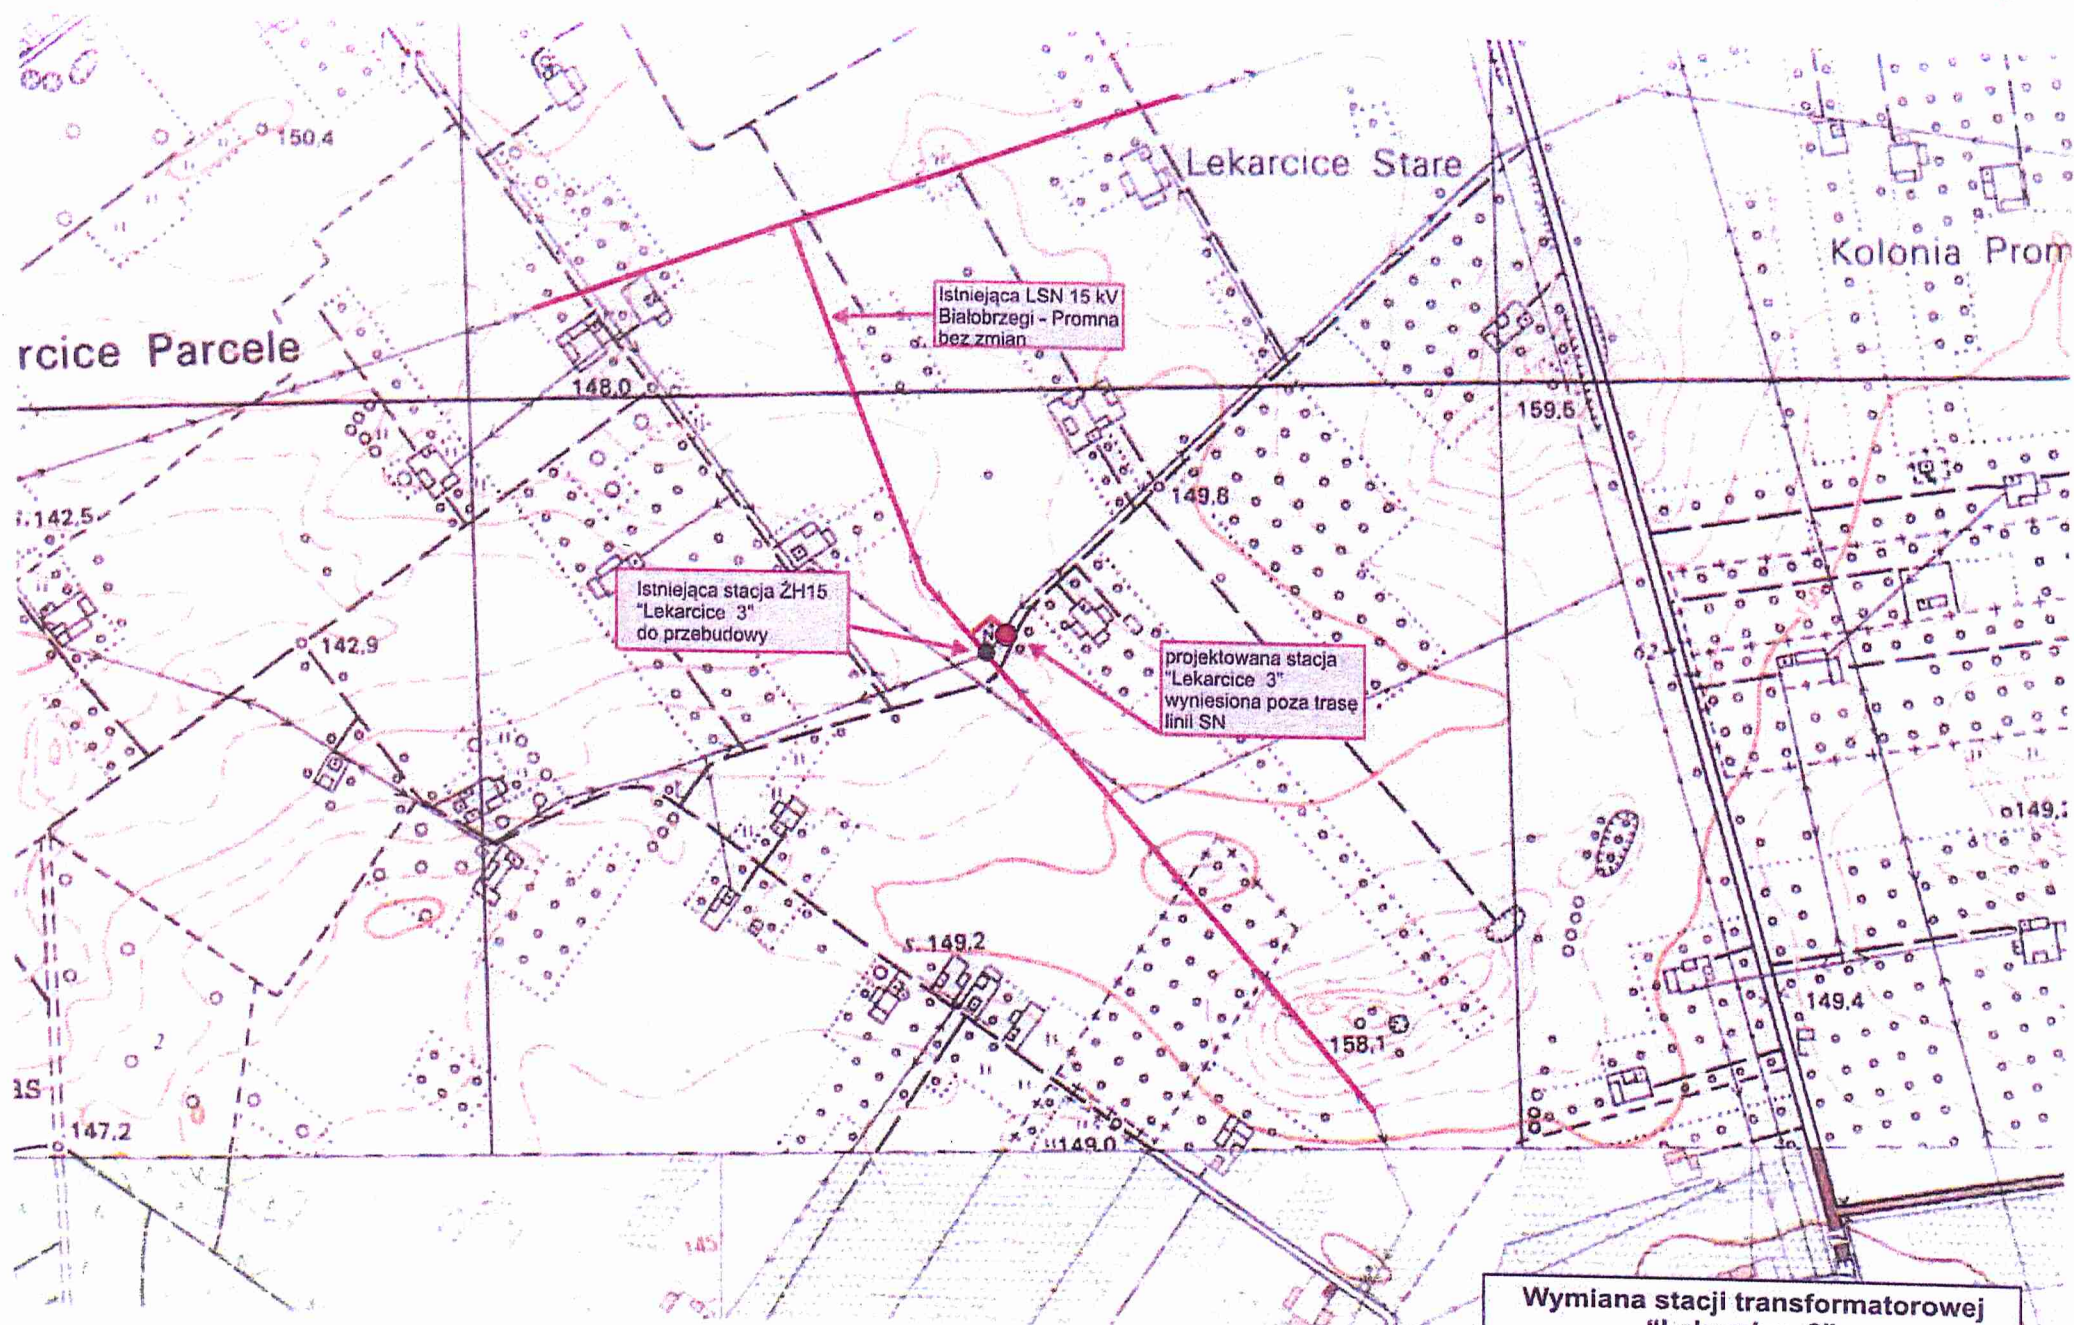 150,4
Lekarcice Stare
Kolonia Prom
Istniejąca LSN 15 kV
Białobrzegi - Promna
bez zmian
rcice Parcele
148.0
159.5
149.8
142.5
Istniejąca stacja ŻH15
"Lekarcice 3"
do przebudowy
142.9
projektowana stacja
"Lekarcice 3"
wyniesiona poza trasę
linii SN
149,2
149.4
158,1
147.2
149.0
145
Wymiana stacji transformatorowej